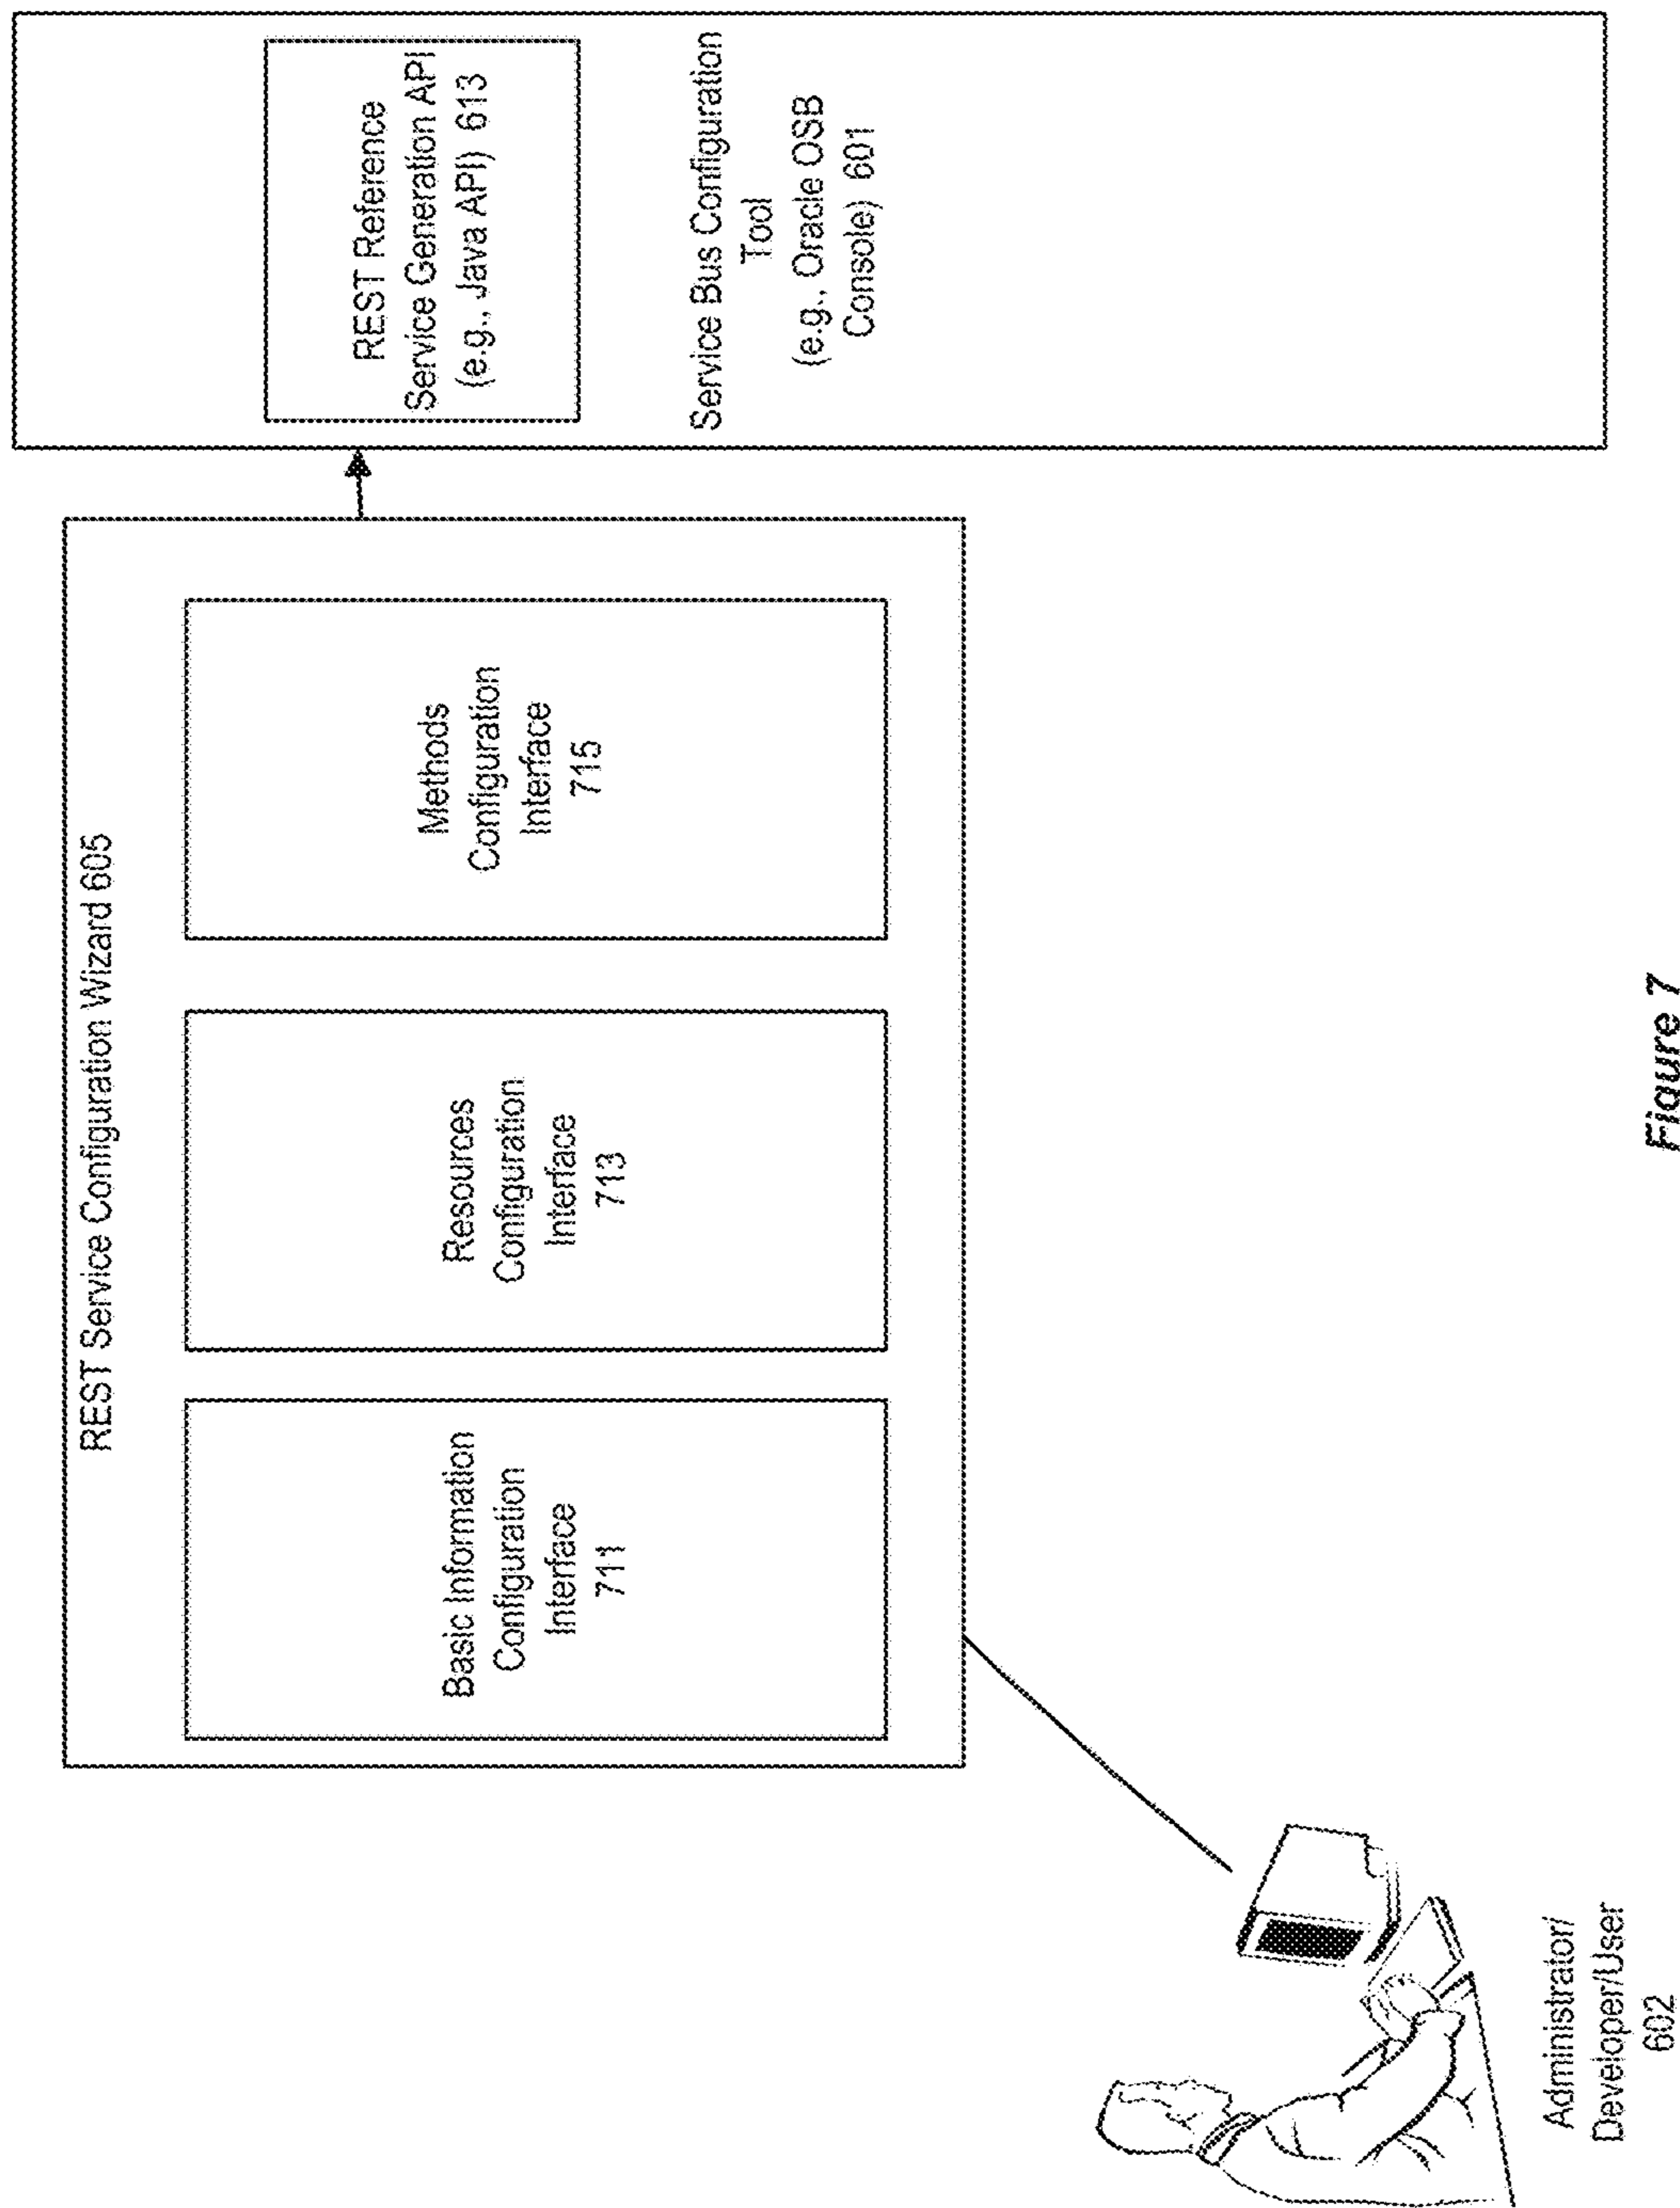 REST Service Configuration Wizard 605
Basic Information
Configuration
Interface
711
Resources
Configuration
Interface
713
Methods
Configuration
Interface
715
REST Reference
Service Generation API
(e.g., Java API) 613
Service Bus Configuration
Tool
(e.g., Oracle OSB
Console) 601
Administrator/
Developer/User
602
Figure 7